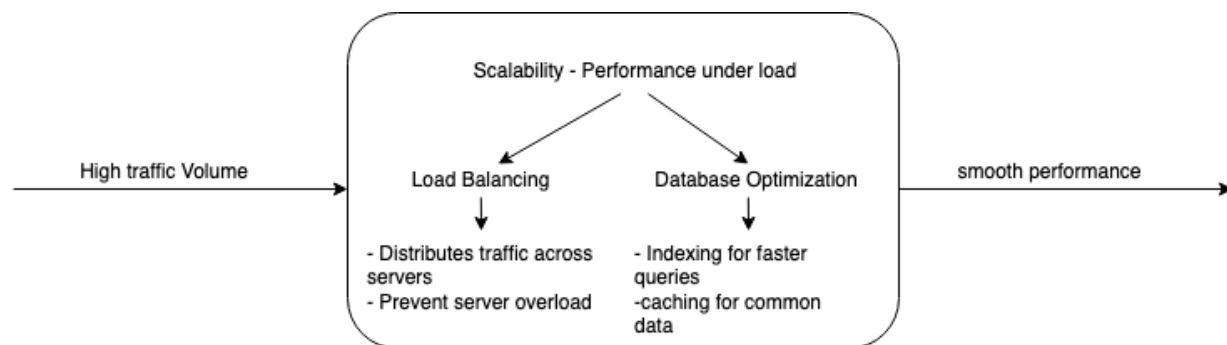 Scalability - Performance under load
High traffic Volume
Load Balancing
Database Optimization
smooth performance
- Distributes traffic across
servers
- Prevent server overload
- Indexing for faster
queries
-caching for common
data